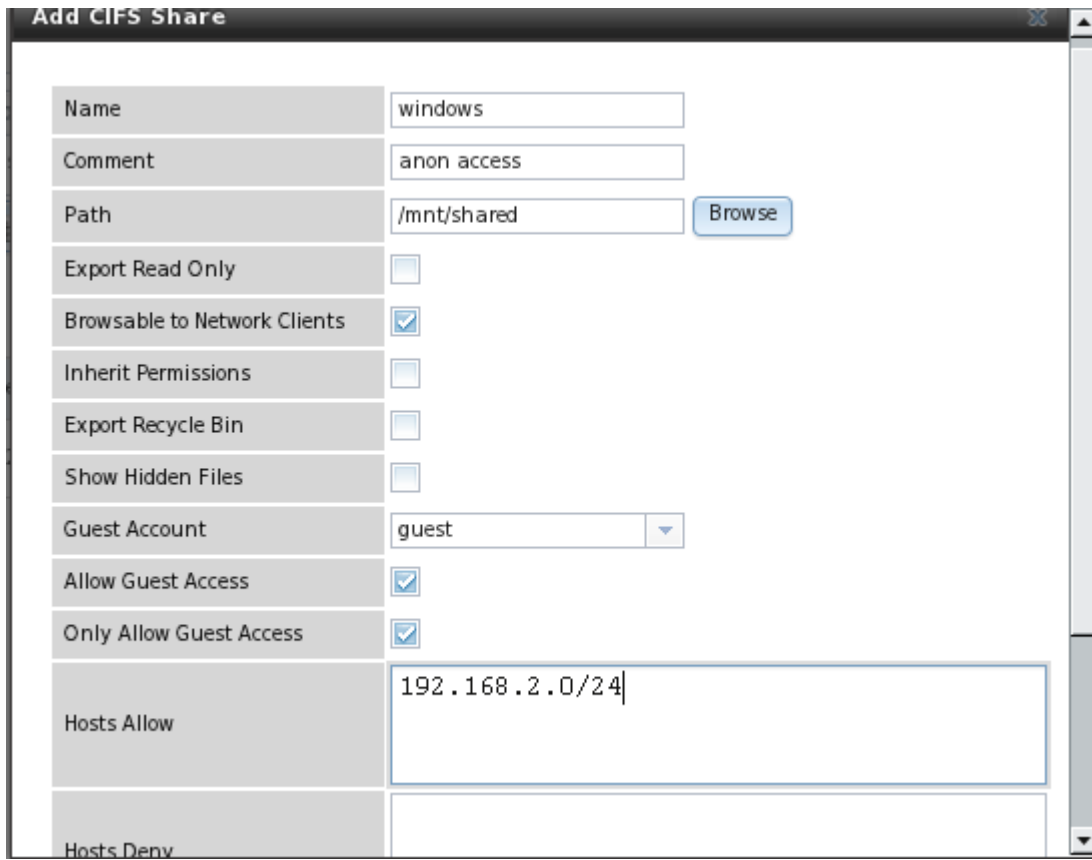 Add CIFS Share
Name windows
Comment anon access
Path /mnt/shared Browse
Export Read Only
Browsable to Network Clients
Inherit Permissions
Export Recycle Bin
Show Hidden Files
Guest Account guest
Allow Guest Access
Only Allow Guest Access
Hosts Allow 192.168.2.0/24
Hosts Deny